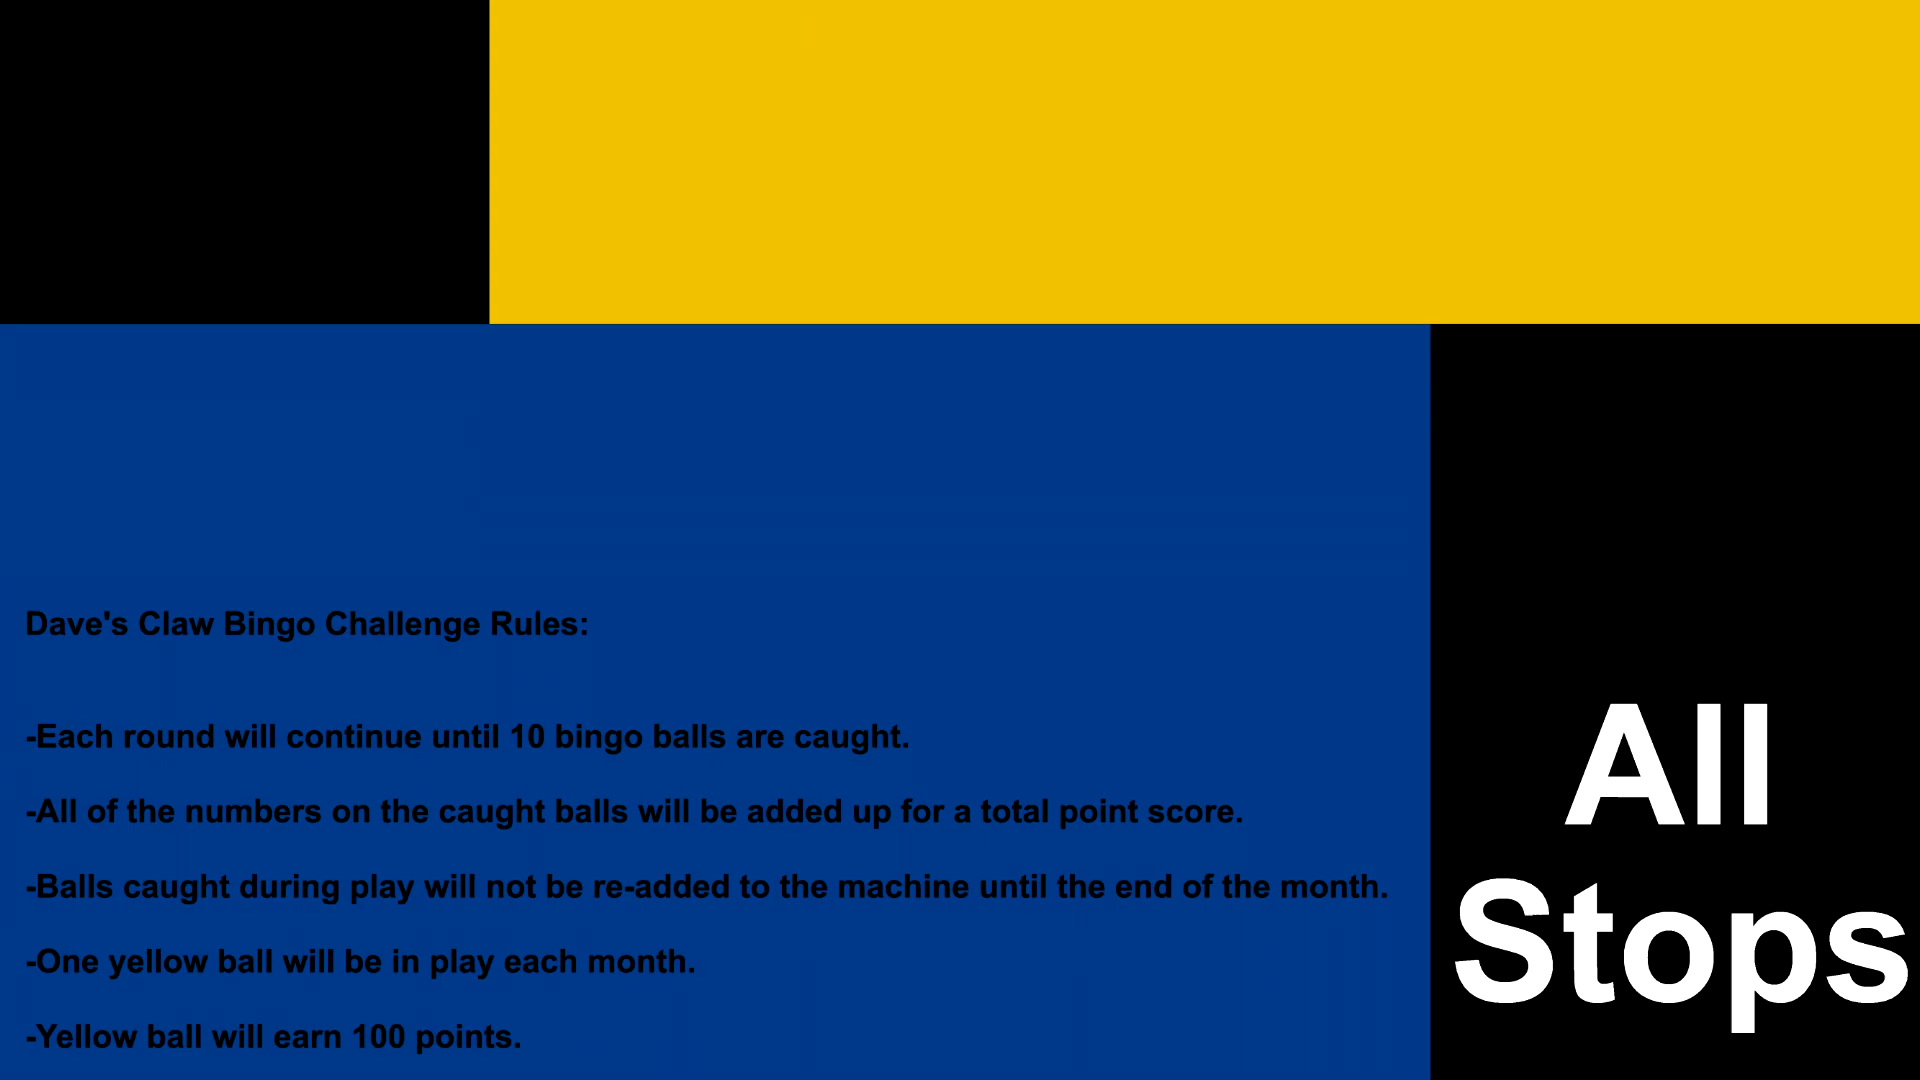 Dave's Claw Bingo Challenge Rules:
-Each round will continue until 10 bingo balls are caught.
-All of the numbers on the caught balls will be added up for a total point score.
-Balls caught during play will not be re-added to the machine until the end of the month.
-One yellow ball will be in play each month.
-Yellow ball will earn 100 points.
All
Stops